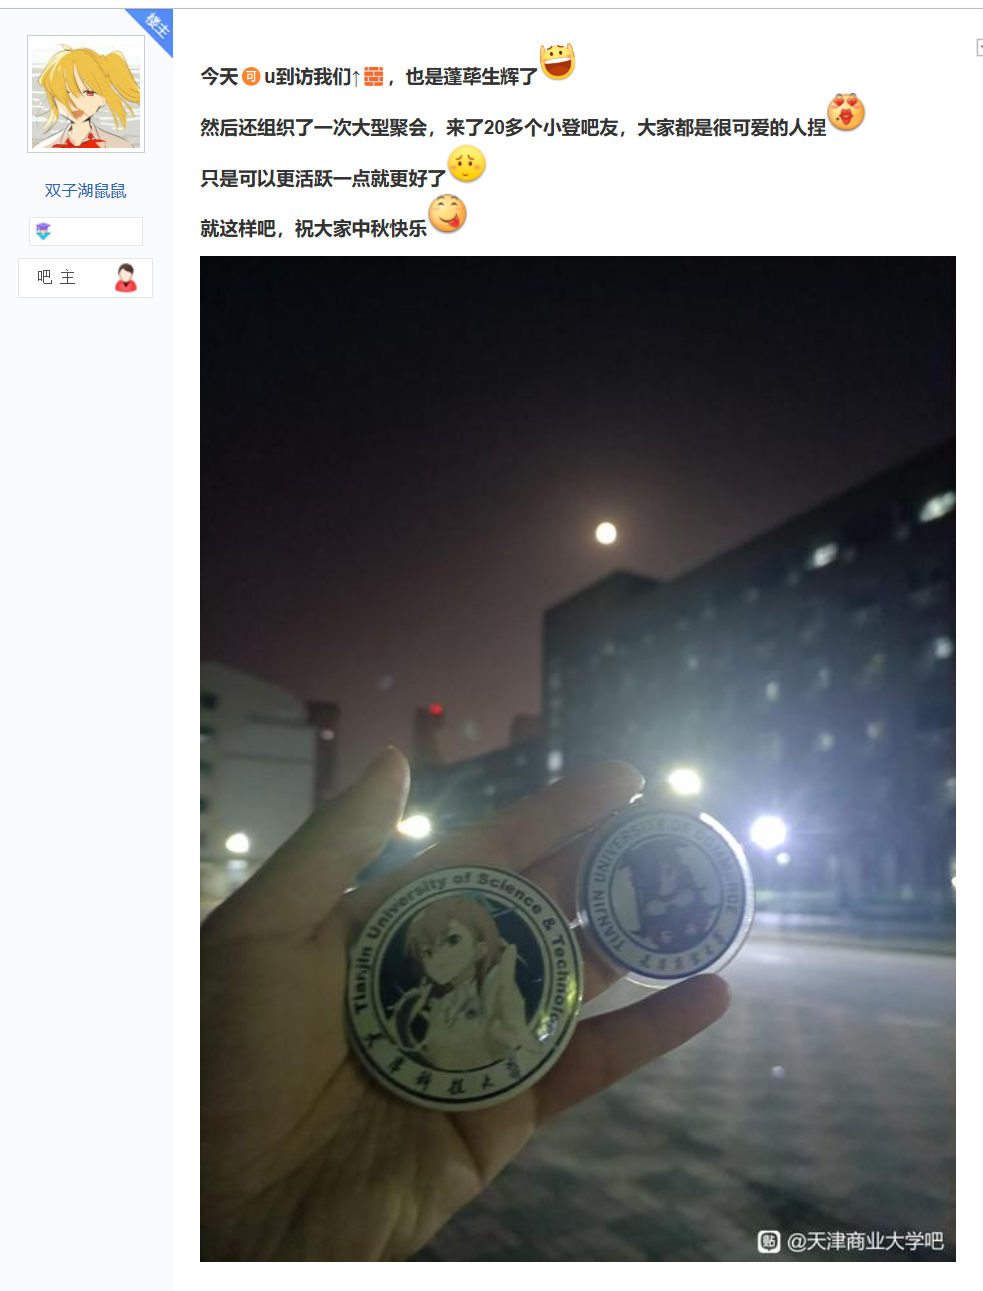 楼主
今天🉑u到访我们↑🧱，也是蓬荜生辉了
然后还组织了一次大型聚会，来了20多个小登吧友，大家都是很可爱的人捏
只是可以更活跃一点就更好了
就这样吧，祝大家中秋快乐
双子湖鼠鼠
吧 主
Tianjin University of Science & Technology
天津科技大学
TIANJIN UNIVERSITY OF COMMERCE
天津商业大学
贴 @天津商业大学吧